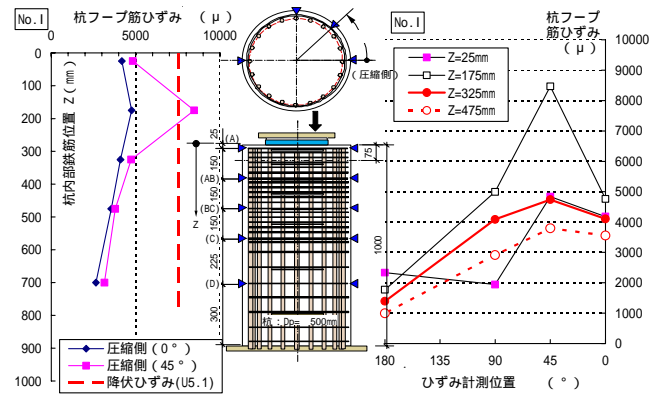 No.I
杭フープ筋ひずみ (μ)
0
5000
10000
0
100
200
300
400
500
600
700
800
900
1000
杭内部鉄筋位置 Z(mm)
圧縮側(0°)
圧縮側(45°)
降伏ひずみ(U5.1)
(圧縮側)
25
150
150
150
225
300
(A)
(AB)
(BC)
(C)
(D)
Z
75
1000
杭:Dp= 500mm
No.I
杭フープ
筋ひずみ
(μ)
Z=25mm
Z=175mm
Z=325mm
Z=475mm
10000
9000
8000
7000
6000
5000
4000
3000
2000
1000
0
180
135
90
45
0
ひずみ計測位置 (°)